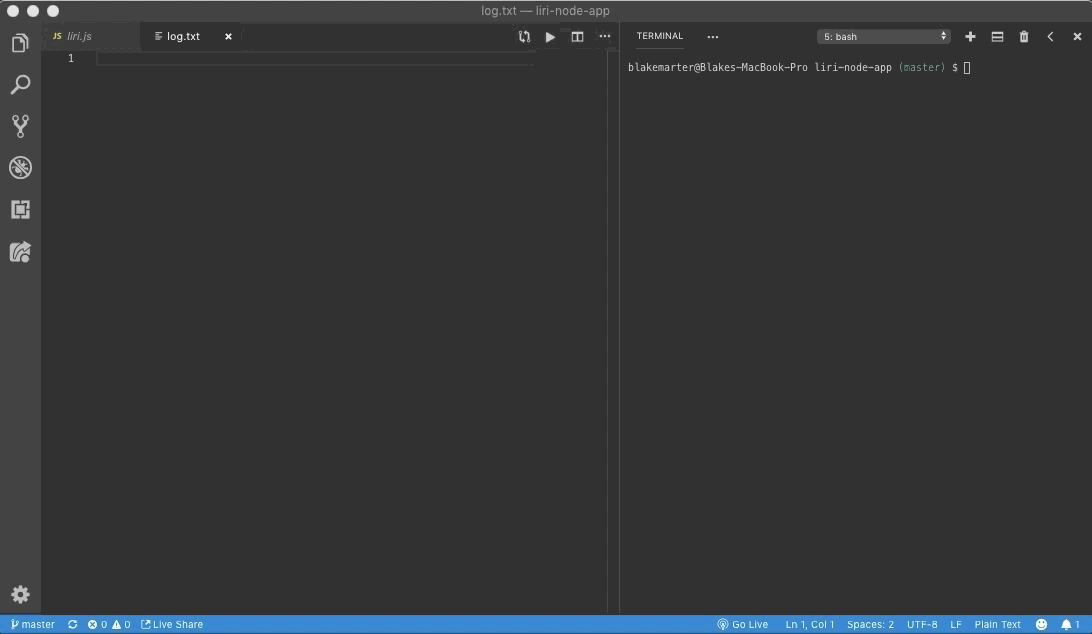 log.txt — liri-node-app
JS liri.js
log.txt
TERMINAL
5: bash
1
blakemarter@Blakes-MacBook-Pro liri-node-app (master) $
master 0 0 Live Share Go Live Ln 1, Col 1 Spaces: 2 UTF-8 LF Plain Text 1